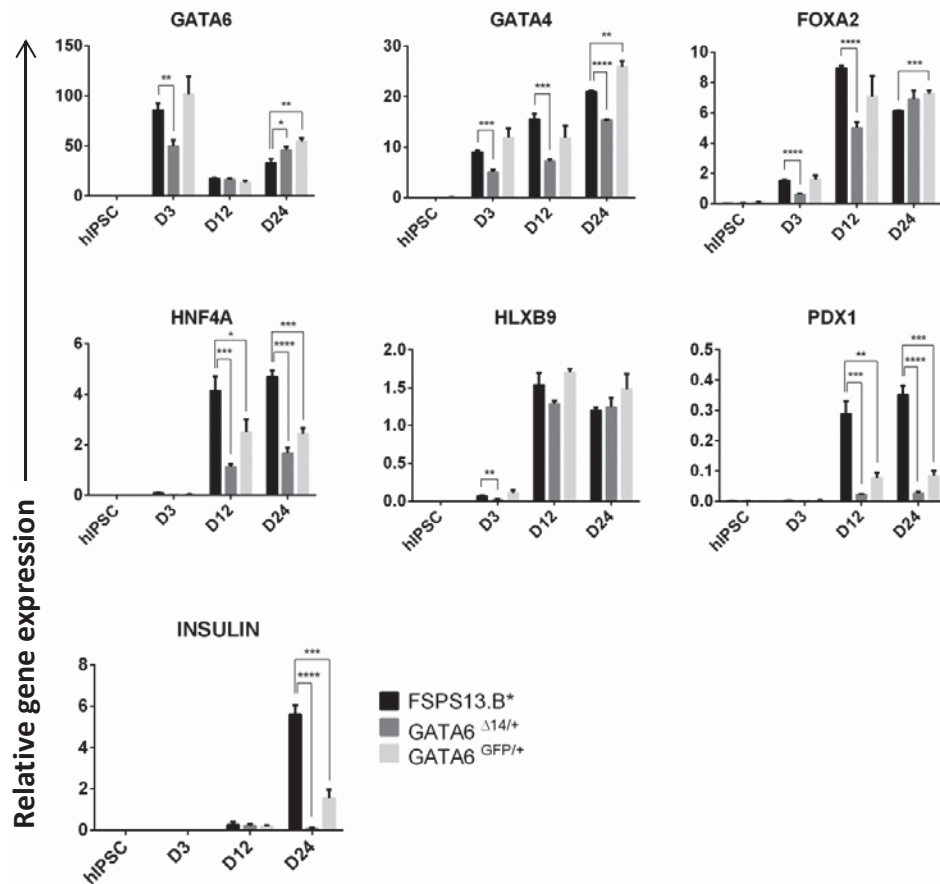 GATA6
GATA4
FOXA2
150
100
50
0
**
**
*
hIPSC
D3
D12
D24
30
20
10
0
***
***
**
****
hIPSC
D3
D12
D24
10
8
6
4
2
0
****
****
***
hIPSC
D3
D12
D24
HNF4A
HLXB9
PDX1
6
4
2
0
*
***
***
****
hIPSC
D3
D12
D24
2.0
1.5
1.0
0.5
0.0
**
hIPSC
D3
D12
D24
0.5
0.4
0.3
0.2
0.1
0.0
**
***
***
****
hIPSC
D3
D12
D24
Relative gene expression
INSULIN
8
6
4
2
0
***
****
hIPSC
D3
D12
D24
FSPS13.B*
GATA6 Δ14/+
GATA6 GFP/+